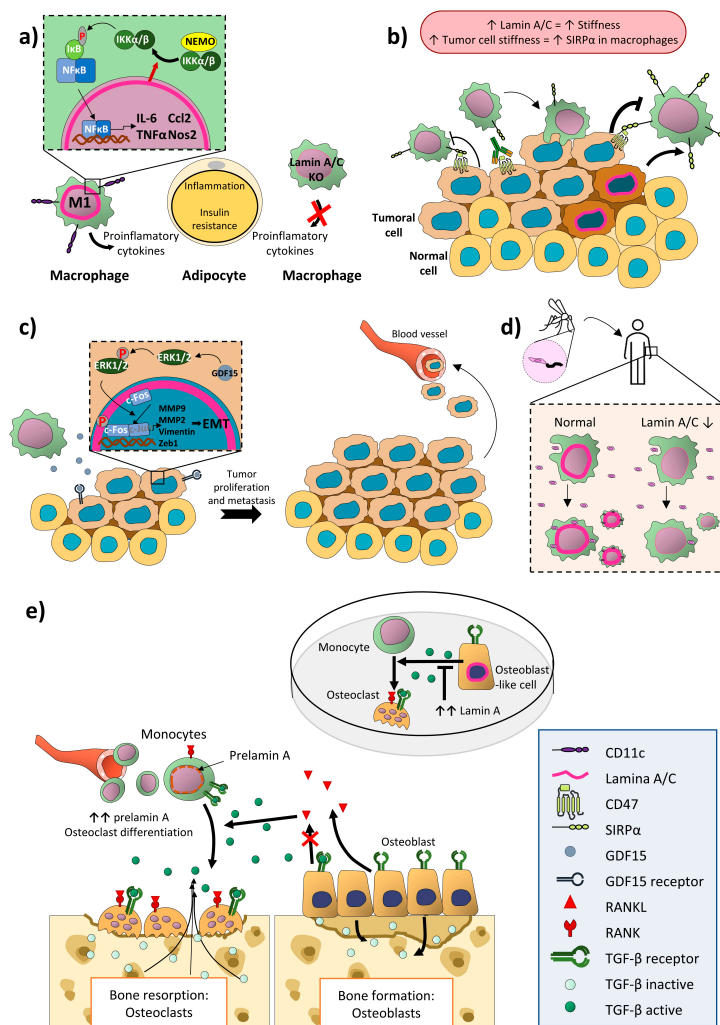 a)
P
IκB
NFκB
IKKα/β
NEMO
IKKα/β
NFκB
IL-6 Ccl2
TNFα Nos2
M1
Inflammation
Insulin
resistance
Lamin A/C
KO
Proinflamatory
cytokines
Proinflamatory
cytokines
Macrophage
Adipocyte
Macrophage
b)
↑ Lamin A/C = ↑ Stiffness
↑ Tumor cell stiffness = ↑ SIRPα in macrophages
Tumoral
cell
Normal
cell
c)
P
ERK1/2
ERK1/2
GDF15
c-Fos
P
c-Fos
MMP9
MMP2
Vimentin
Zeb1
EMT
Tumor
proliferation
and metastasis
Blood vessel
d)
Normal
Lamin A/C ↓
e)
Monocyte
Osteoclast
Osteoblast
-like cell
↑↑ Lamin A
Monocytes
Prelamin A
↑↑ prelamin A
Osteoclast differentiation
Osteoblast
Bone resorption:
Osteoclasts
Bone formation:
Osteoblasts
CD11c
Lamina A/C
CD47
SIRPα
GDF15
GDF15 receptor
RANKL
RANK
TGF-β receptor
TGF-β inactive
TGF-β active